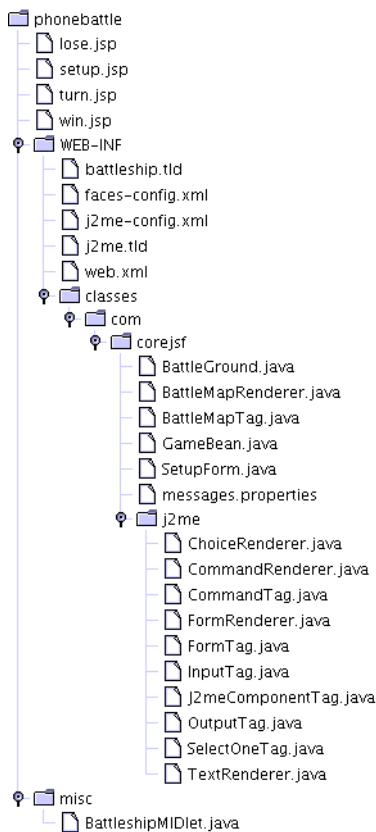 phonebattle
lose.jsp
setup.jsp
turn.jsp
win.jsp
WEB-INF
battleship.tld
faces-config.xml
j2me-config.xml
j2me.tld
web.xml
classes
com
corejsf
BattleGround.java
BattleMapRenderer.java
BattleMapTag.java
GameBean.java
SetupForm.java
messages.properties
j2me
ChoiceRenderer.java
CommandRenderer.java
CommandTag.java
FormRenderer.java
FormTag.java
InputTag.java
J2meComponentTag.java
OutputTag.java
SelectOneTag.java
TextRenderer.java
misc
BattleshipMIDlet.java